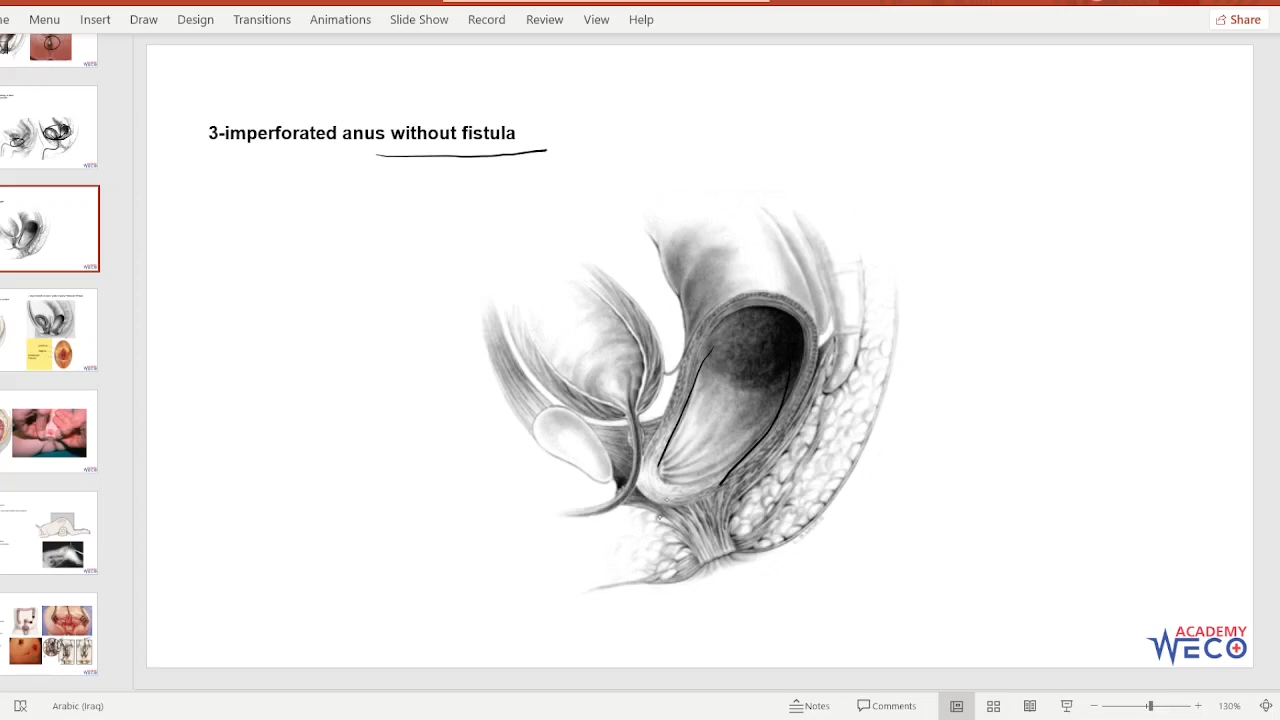 Menu Insert Draw Design Transitions Animations Slide Show Record Review View Help Share
3-imperforated anus without fistula
ACADEMY
WECO
Arabic (Iraq) Notes Comments 130%